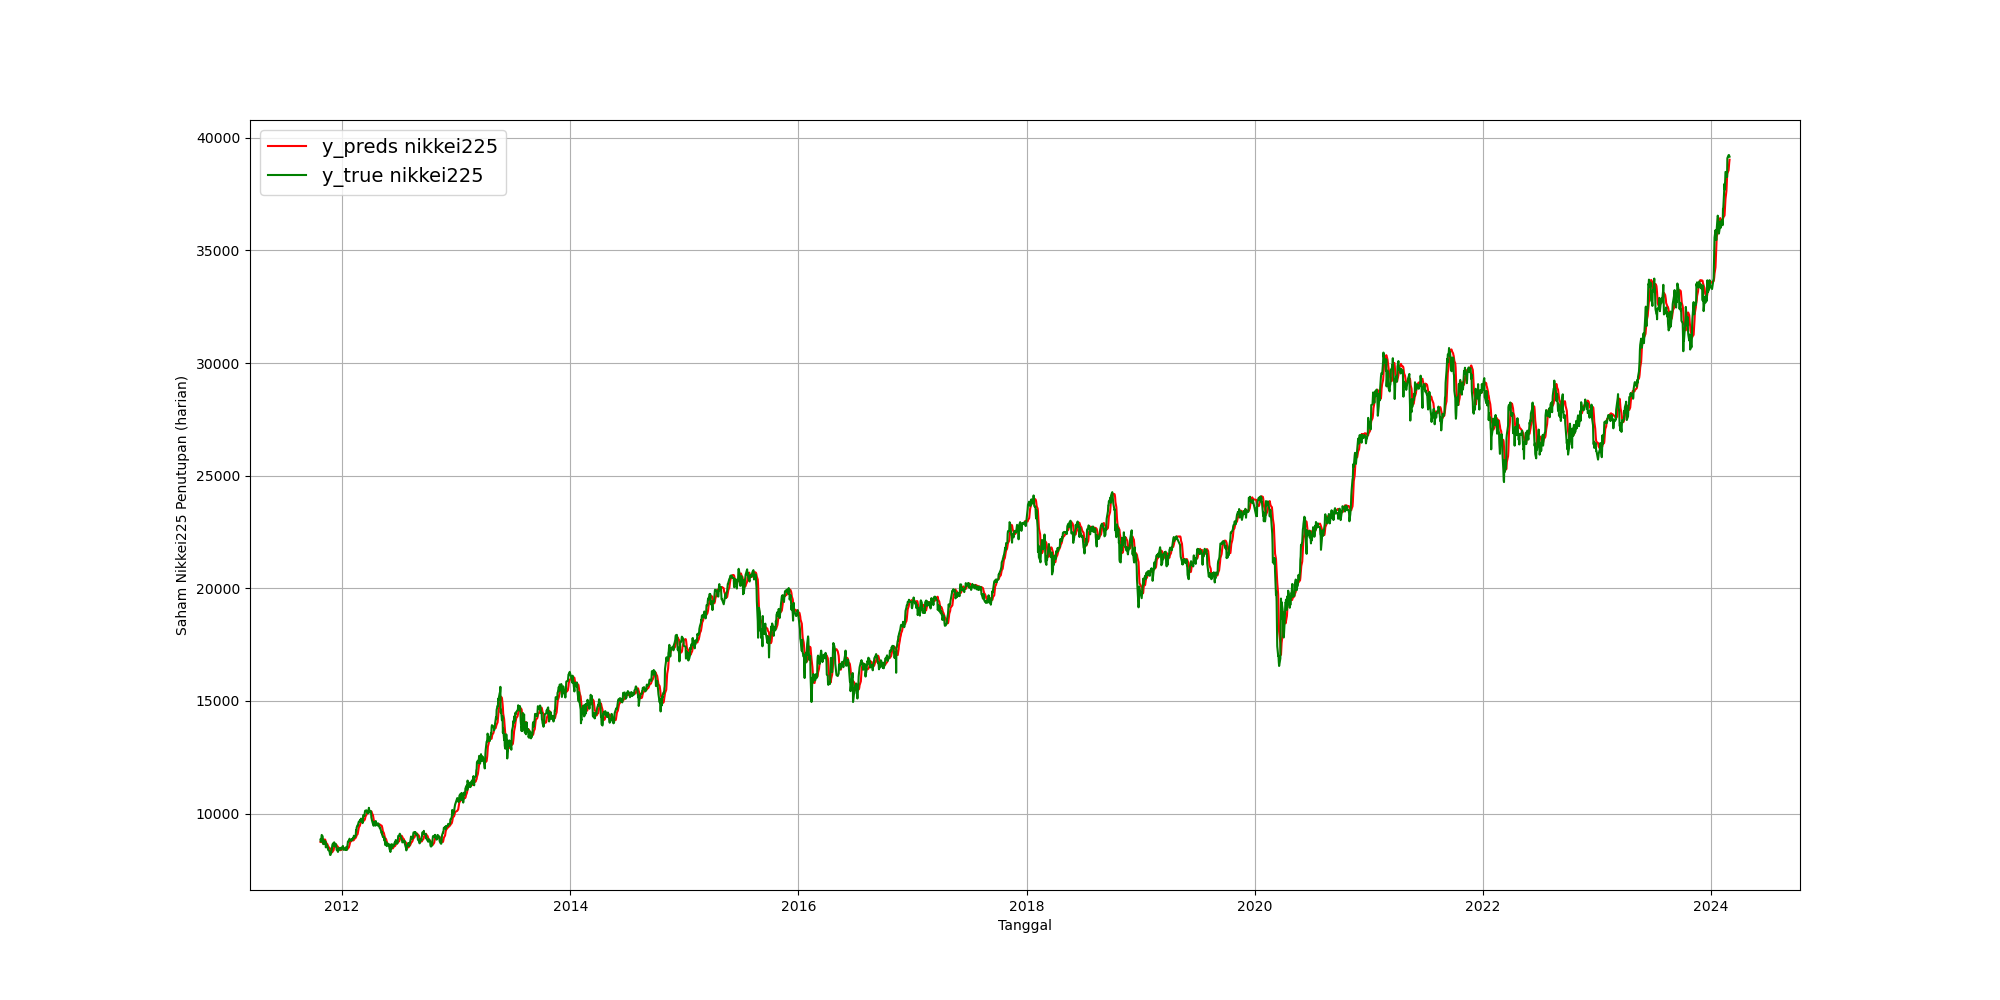 y_preds nikkei225
y_true nikkei225
40000
35000
30000
25000
20000
15000
10000
Saham Nikkei225 Penutupan (harian)
2012 2014 2016 2018 2020 2022 2024
Tanggal